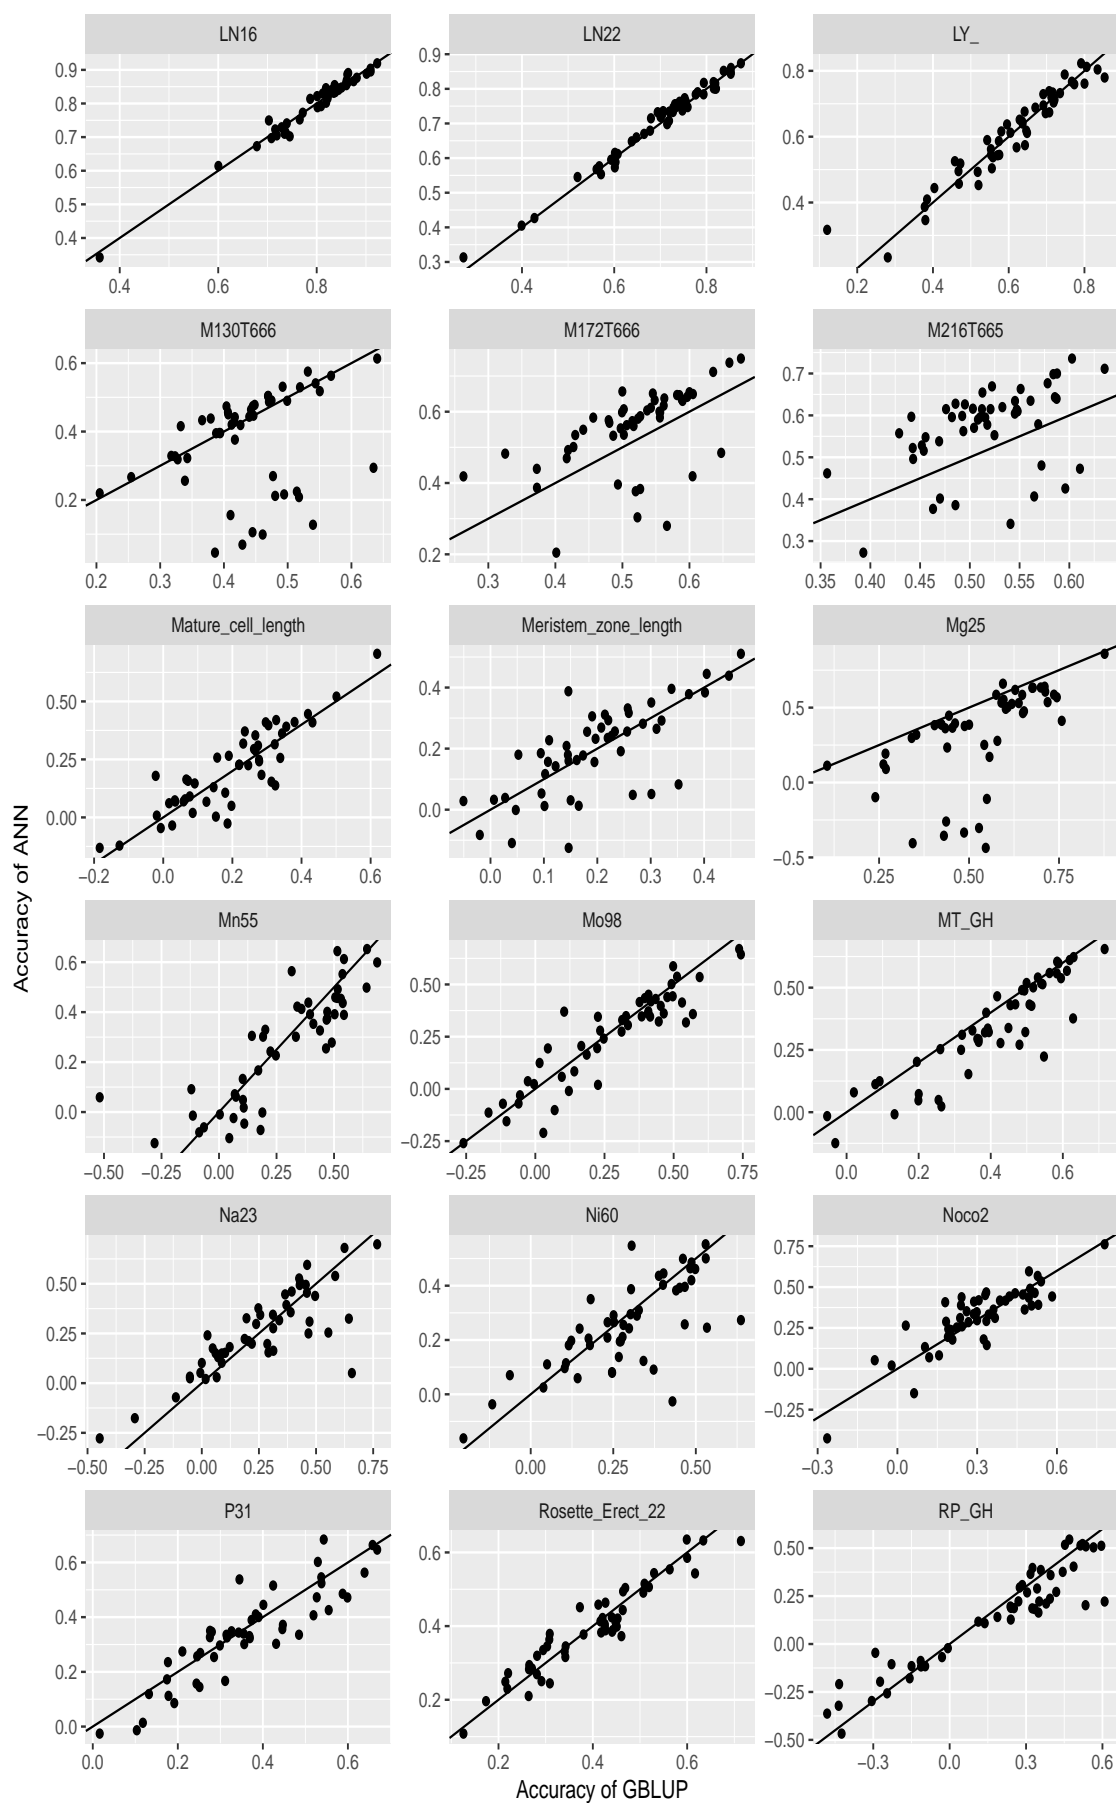 LN16 LN22 LY_
0.9
0.8
0.7
0.6
0.5
0.4
0.4 0.6 0.8
0.9
0.8
0.7
0.6
0.5
0.4
0.3
0.4 0.6 0.8
0.8
0.6
0.4
0.2 0.4 0.6 0.8
M130T666 M172T666 M216T665
0.6
0.4
0.2
0.2 0.3 0.4 0.5 0.6
0.6
0.4
0.2
0.3 0.4 0.5 0.6
0.7
0.6
0.5
0.4
0.3
0.35 0.40 0.45 0.50 0.55 0.60
Mature_cell_length Meristem_zone_length Mg25
0.50
0.25
0.00
−0.2 0.0 0.2 0.4 0.6
0.4
0.2
0.0
0.0 0.1 0.2 0.3 0.4
0.5
0.0
−0.5
0.25 0.50 0.75
Accuracy of ANN
Mn55 Mo98 MT_GH
0.6
0.4
0.2
0.0
−0.50 −0.25 0.00 0.25 0.50
0.50
0.25
0.00
−0.25
−0.25 0.00 0.25 0.50 0.75
0.50
0.25
0.00
0.0 0.2 0.4 0.6
Na23 Ni60 Noco2
0.50
0.25
0.00
−0.25
−0.50 −0.25 0.00 0.25 0.50 0.75
0.4
0.2
0.0
0.00 0.25 0.50
0.75
0.50
0.25
0.00
−0.25
−0.3 0.0 0.3 0.6
P31 Rosette_Erect_22 RP_GH
0.6
0.4
0.2
0.0
0.0 0.2 0.4 0.6
0.6
0.4
0.2
0.2 0.4 0.6
0.50
0.25
0.00
−0.25
−0.50
−0.3 0.0 0.3 0.6
Accuracy of GBLUP